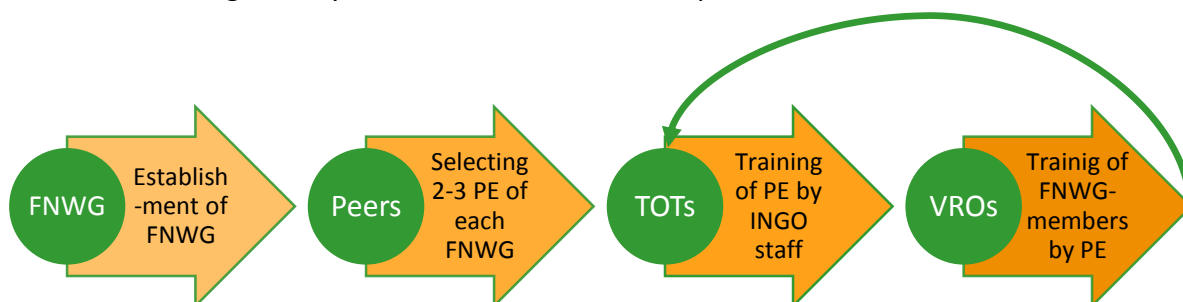 FNWG
Establish
-ment of
FNWG
Peers
Selecting
2-3 PE of
each
FNWG
TOTs
Training
of PE by
INGO
staff
VROs
Trainig of
FNWG-
members
by PE